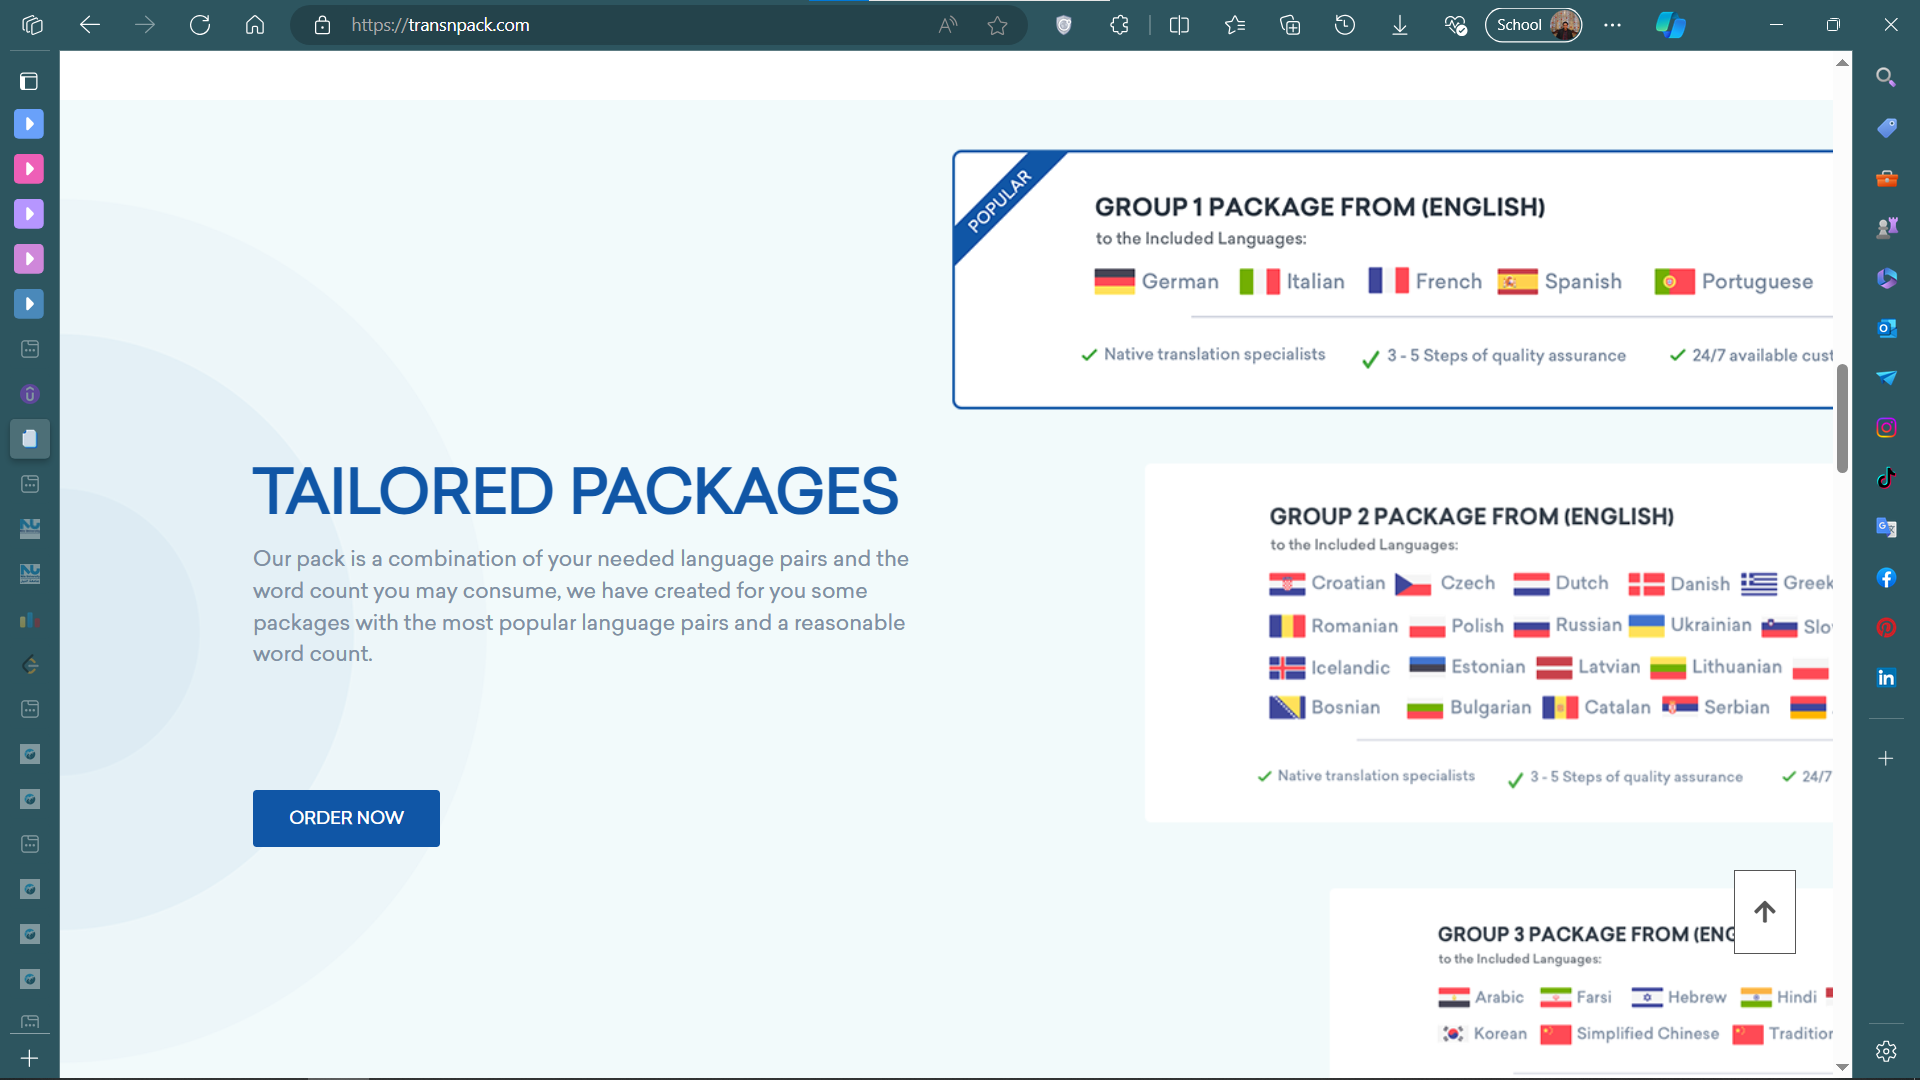 https://transnpack.com
School
POPULAR
GROUP 1 PACKAGE FROM (ENGLISH)
to the Included Languages:
German Italian French Spanish Portuguese
Native translation specialists 3 - 5 Steps of quality assurance 24/7 available cust
TAILORED PACKAGES
Our pack is a combination of your needed language pairs and the
word count you may consume, we have created for you some
packages with the most popular language pairs and a reasonable
word count.
ORDER NOW
GROUP 2 PACKAGE FROM (ENGLISH)
to the Included Languages:
Croatian Czech Dutch Danish Greek
Romanian Polish Russian Ukrainian Slo
Icelandic Estonian Latvian Lithuanian
Bosnian Bulgarian Catalan Serbian
Native translation specialists 3 - 5 Steps of quality assurance 24/7
GROUP 3 PACKAGE FROM (ENG
to the Included Languages:
Arabic Farsi Hebrew Hindi
Korean Simplified Chinese Tradition